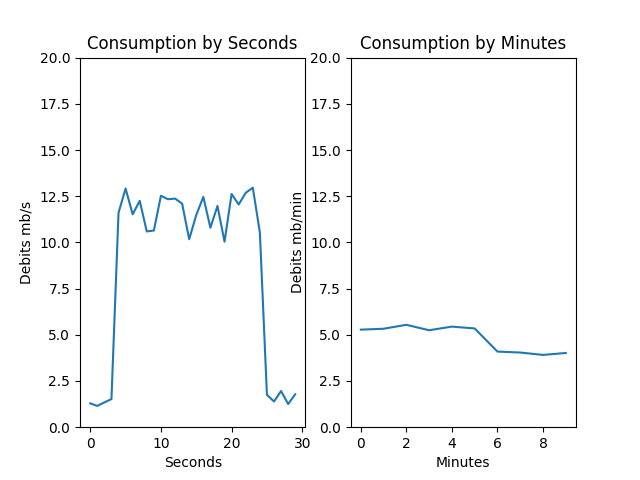 Consumption by Seconds
20.0
17.5
15.0
12.5
10.0
7.5
5.0
2.5
0.0
Debits mb/s
0 10 20 30
Seconds
Consumption by Minutes
20.0
17.5
15.0
12.5
10.0
7.5
5.0
2.5
0.0
Debits mb/min
0 2 4 6 8
Minutes